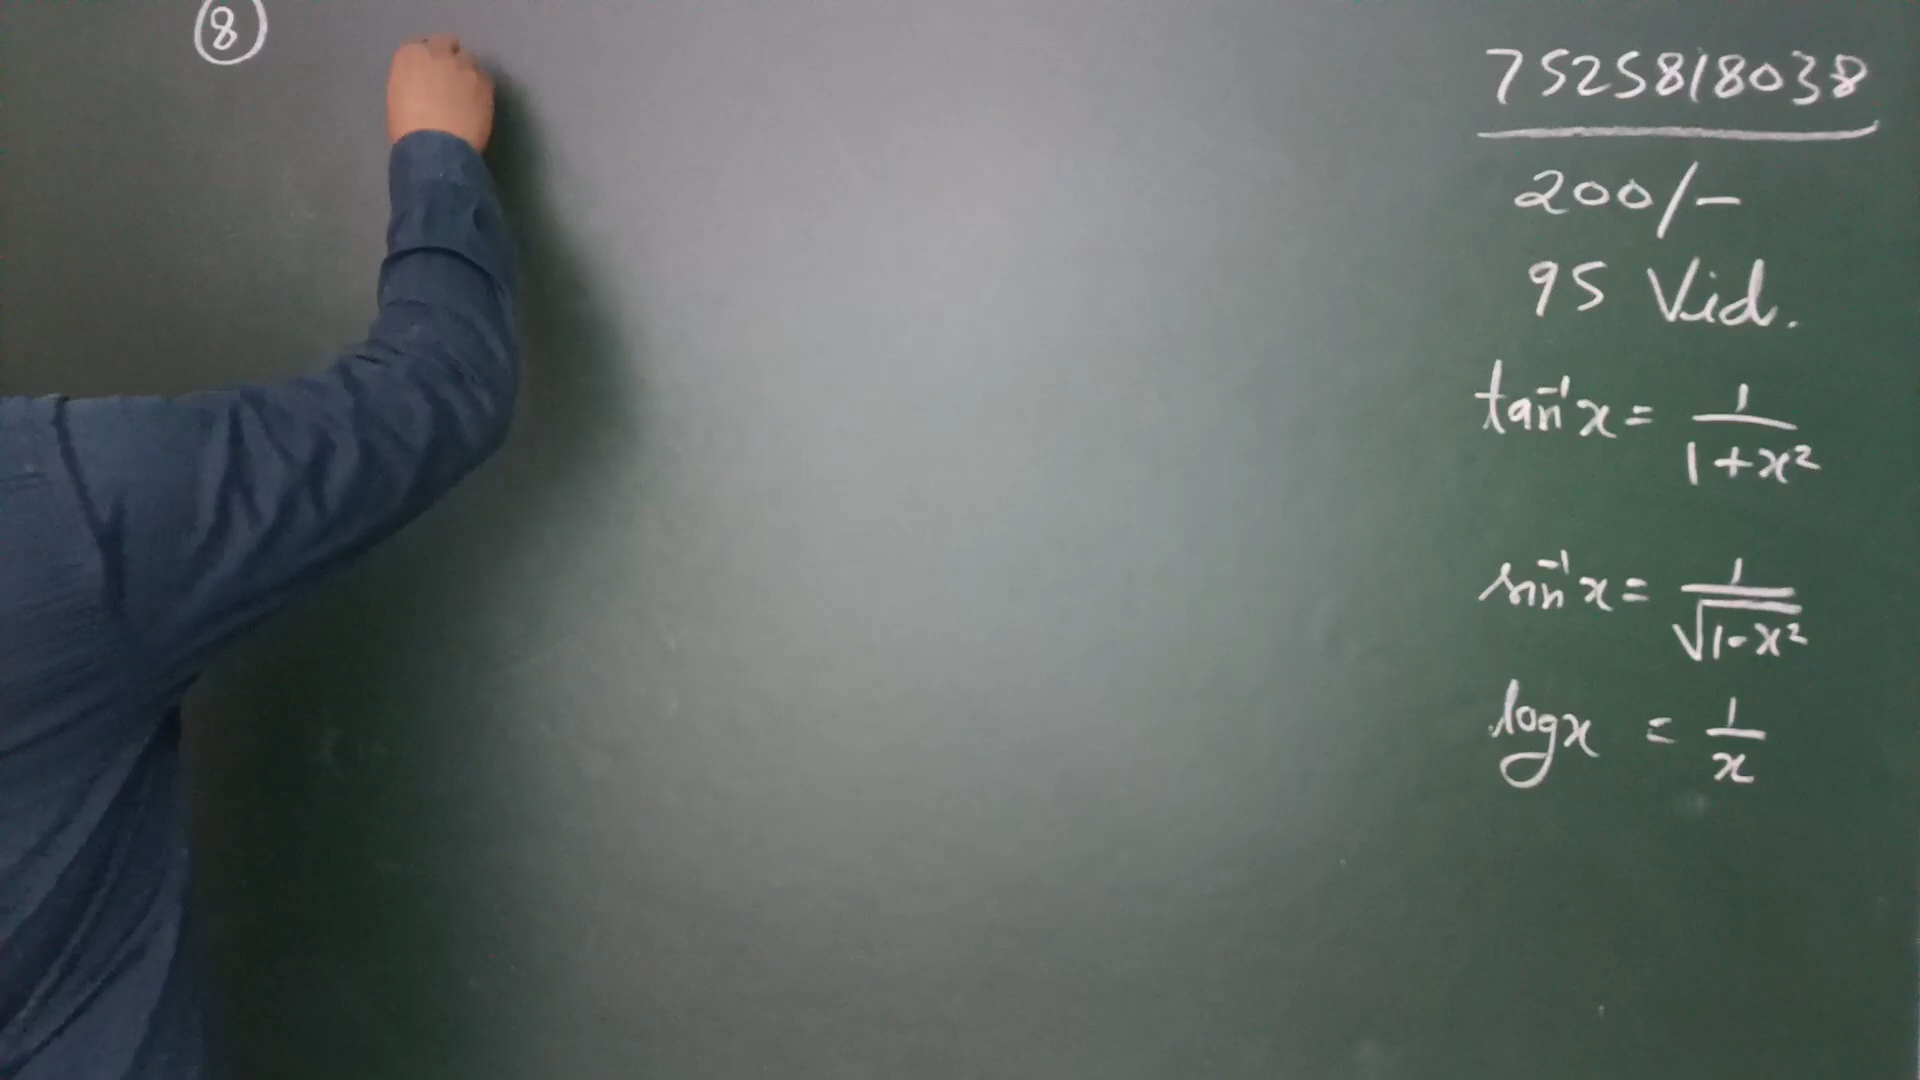 ⑧
7525818038
200/-
95 Vid.
tan⁻¹x = 1/(1+x²)
sin⁻¹x = 1/√(1-x²)
logx = 1/x